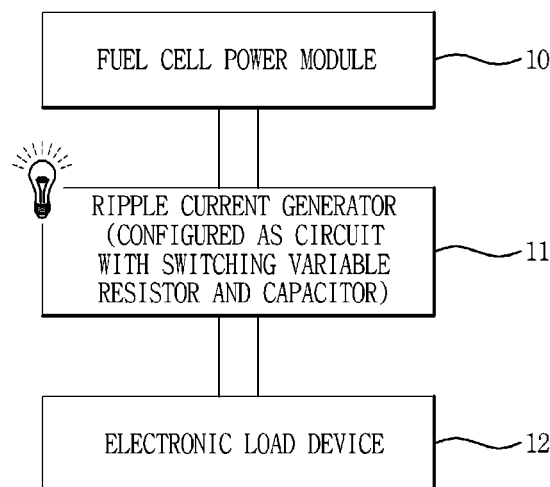 FUEL CELL POWER MODULE
10
RIPPLE CURRENT GENERATOR
(CONFIGURED AS CIRCUIT
WITH SWITCHING VARIABLE
RESISTOR AND CAPACITOR)
11
ELECTRONIC LOAD DEVICE
12